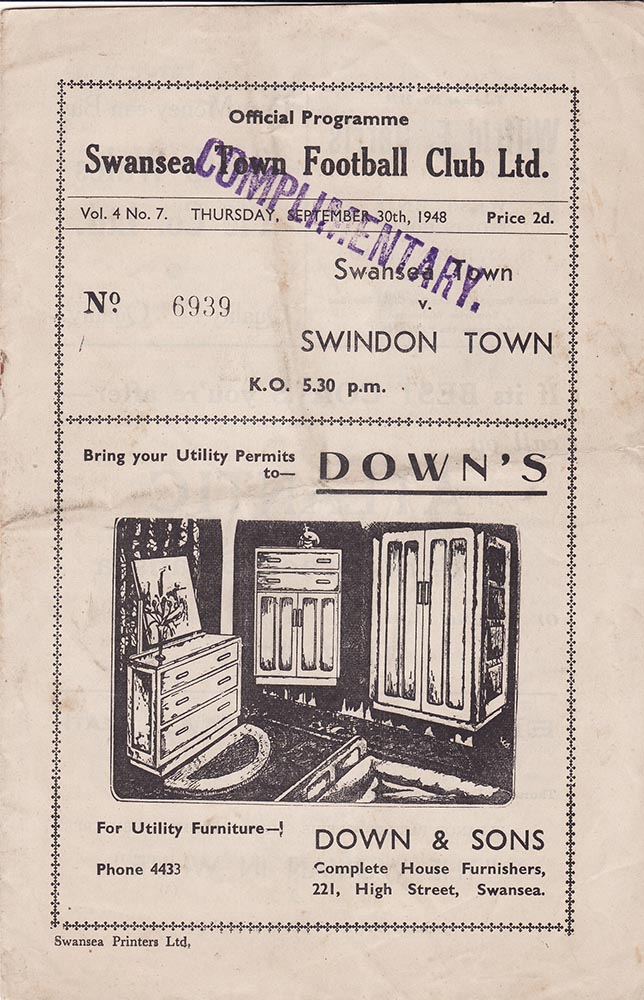 Official Programme
Swansea Town Football Club Ltd.
COMPLIMENTARY.
Vol. 4 No. 7. THURSDAY, SEPTEMBER 30th, 1948 Price 2d.
Swansea Town
v.
Nº 6939
SWINDON TOWN
K.O. 5.30 p.m.
Bring your Utility Permits
to— DOWN'S
For Utility Furniture—
DOWN & SONS
Phone 4433
Complete House Furnishers,
221, High Street, Swansea.
Swansea Printers Ltd,